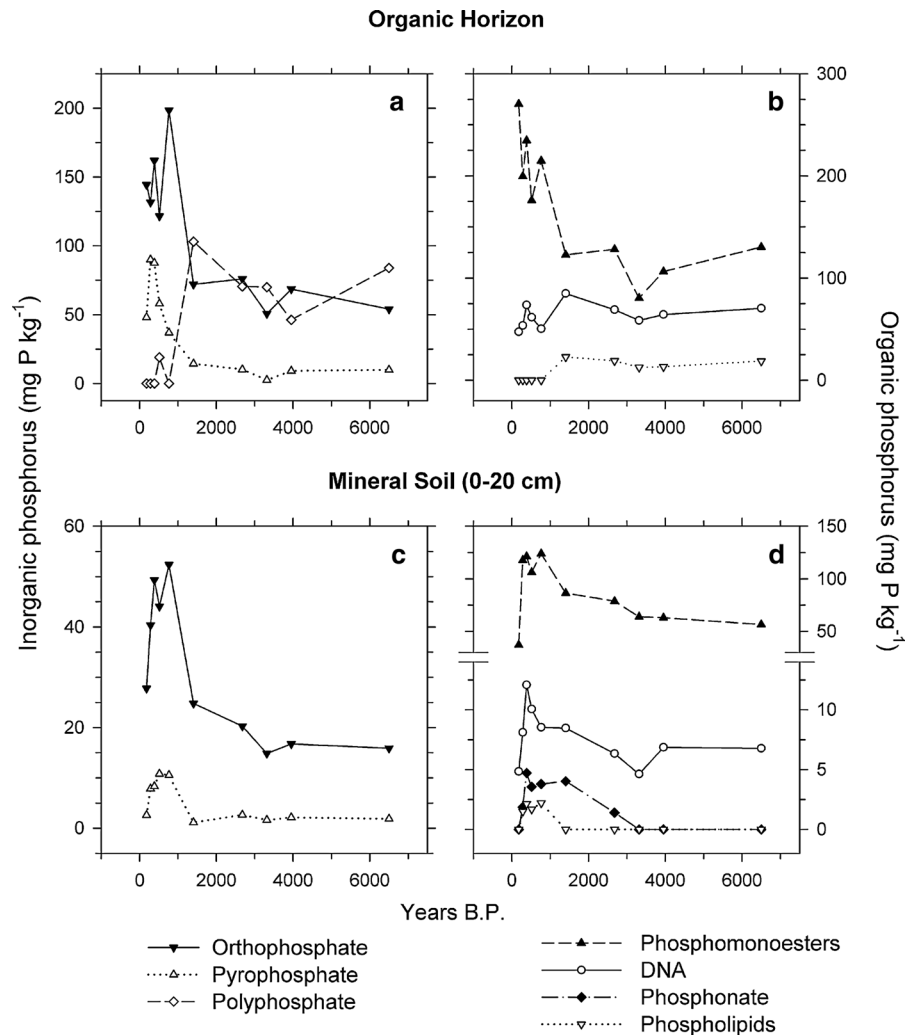 Organic Horizon
a
b
200
150
100
50
0
300
200
100
0
0 2000 4000 6000
0 2000 4000 6000
Inorganic phosphorus (mg P kg⁻¹)
Organic phosphorus (mg P kg⁻¹)
Mineral Soil (0-20 cm)
c
d
60
40
20
0
150
100
50
10
5
0
0 2000 4000 6000
0 2000 4000 6000
Years B.P.
Orthophosphate
Pyrophosphate
Polyphosphate
Phosphomonoesters
DNA
Phosphonate
Phospholipids